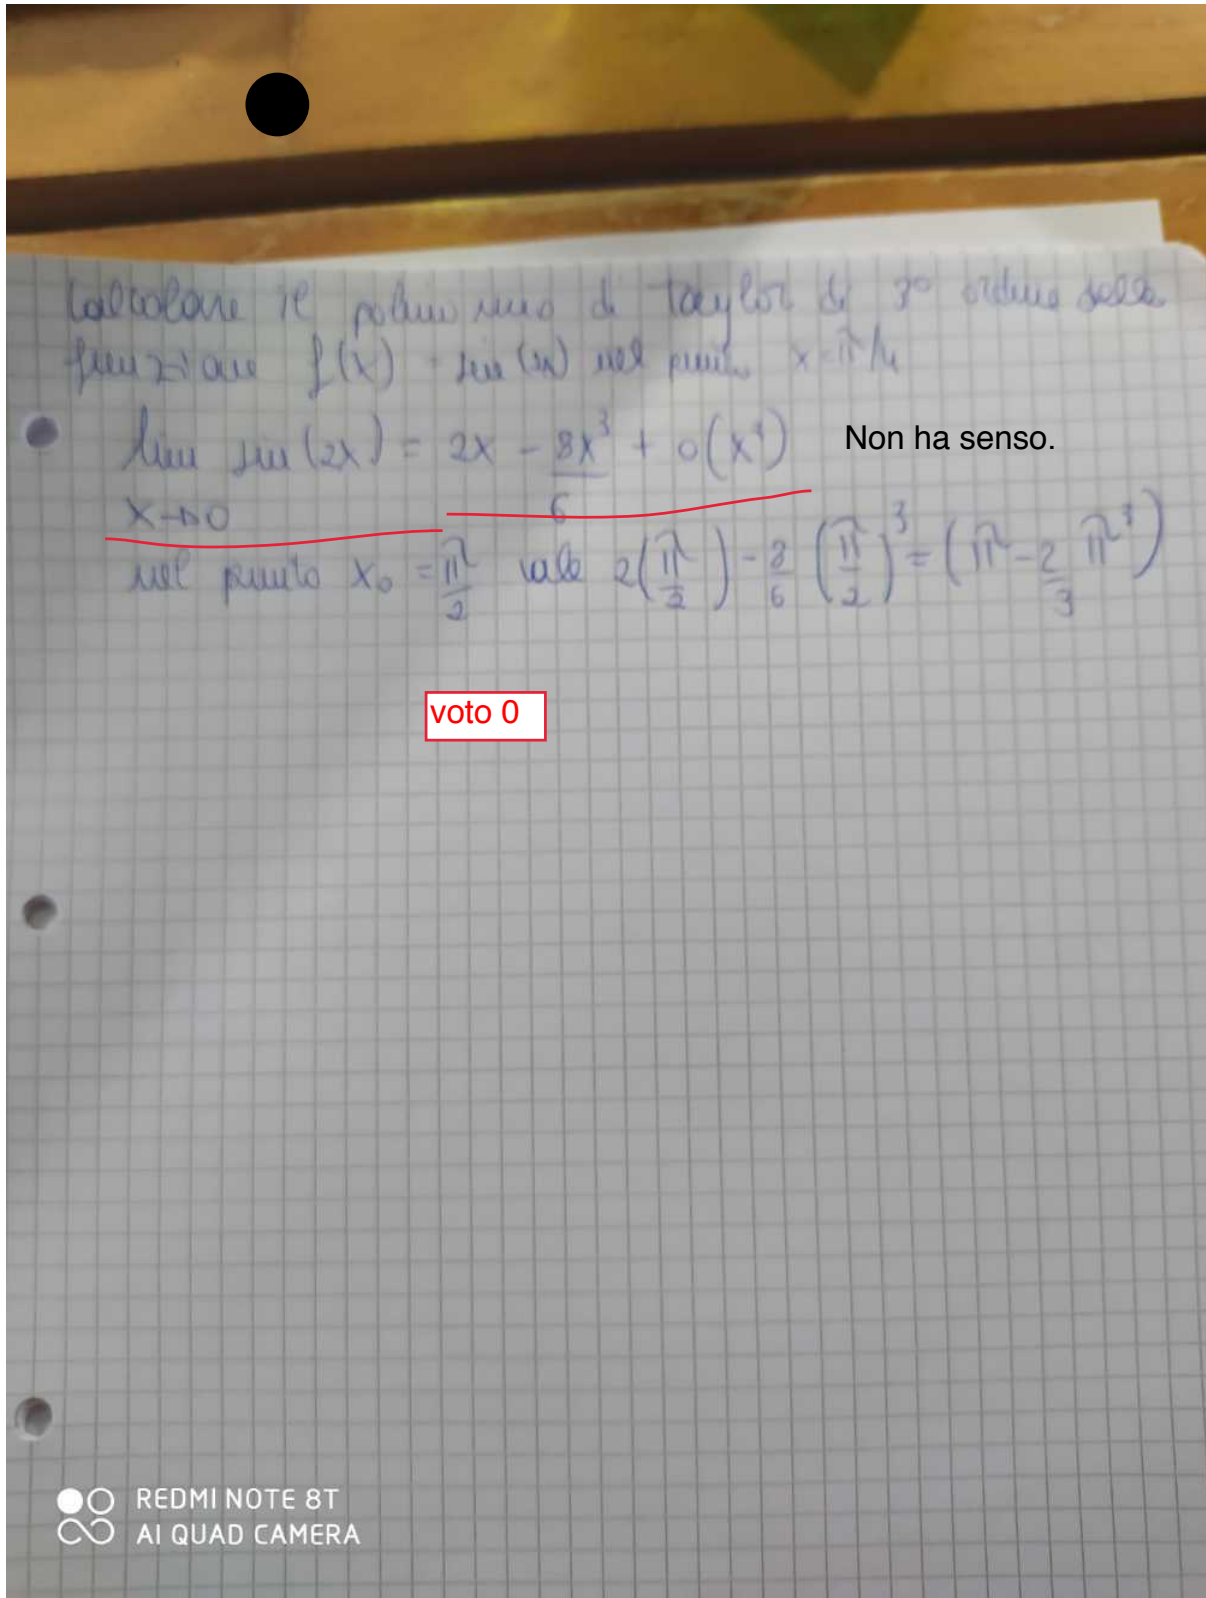 Calcolare il polinomio di Taylor di 3° ordine della
funzione f(x) = sin(2x) nel punto x = π/4
lim sin(2x) = 2x - 8x³/6 + o(x⁴) Non ha senso.
x→0
nel punto x₀ = π/2 vale 2(π/2) - 8/6 (π/2)³ = (π - 2/3 π³)
voto 0
REDMI NOTE 8T
AI QUAD CAMERA